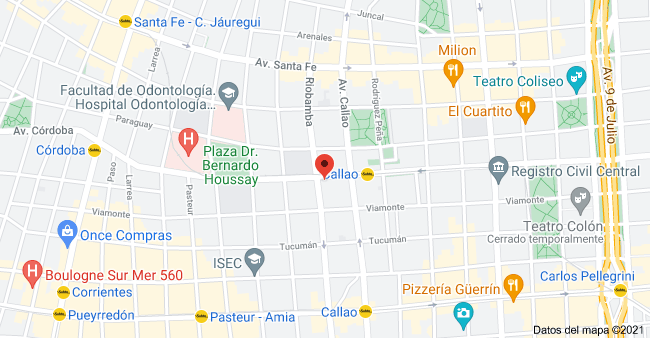 Juncal
Santa Fe - C. Jáuregui
Arenales
Larrea
Av. Santa Fe
Milion
Teatro Coliseo
Av. 9 de Julio
Facultad de Odontología.
Hospital Odontología...
Riobamba
Av. Callao
Rodriguez Peña
El Cuartito
Paraguay
Av. Córdoba
Córdoba
Plaza Dr.
Bernardo
Houssay
Paso
Larrea
Pasteur
Callao
Registro Civil Central
Viamonte
Viamonte
Viamonte
Teatro Colón
Cerrado temporalmente
Once Compras
Tucumán
Tucumán
ISEC
Boulogne Sur Mer 560
Carlos Pellegrini
Corrientes
Pizzería Güerrín
Pueyrredón
Pasteur - Amia
Callao
Datos del mapa ©2021